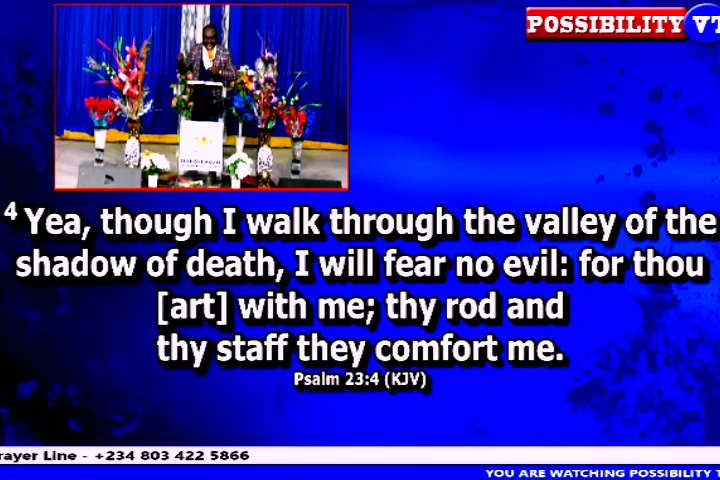 POSSIBILITY
4 Yea, though I walk through the valley of the
shadow of death, I will fear no evil: for thou
[art] with me; thy rod and
thy staff they comfort me.
Psalm 23:4 (KJV)
rayer Line - +234 803 422 5866
YOU ARE WATCHING POSSIBILITY T